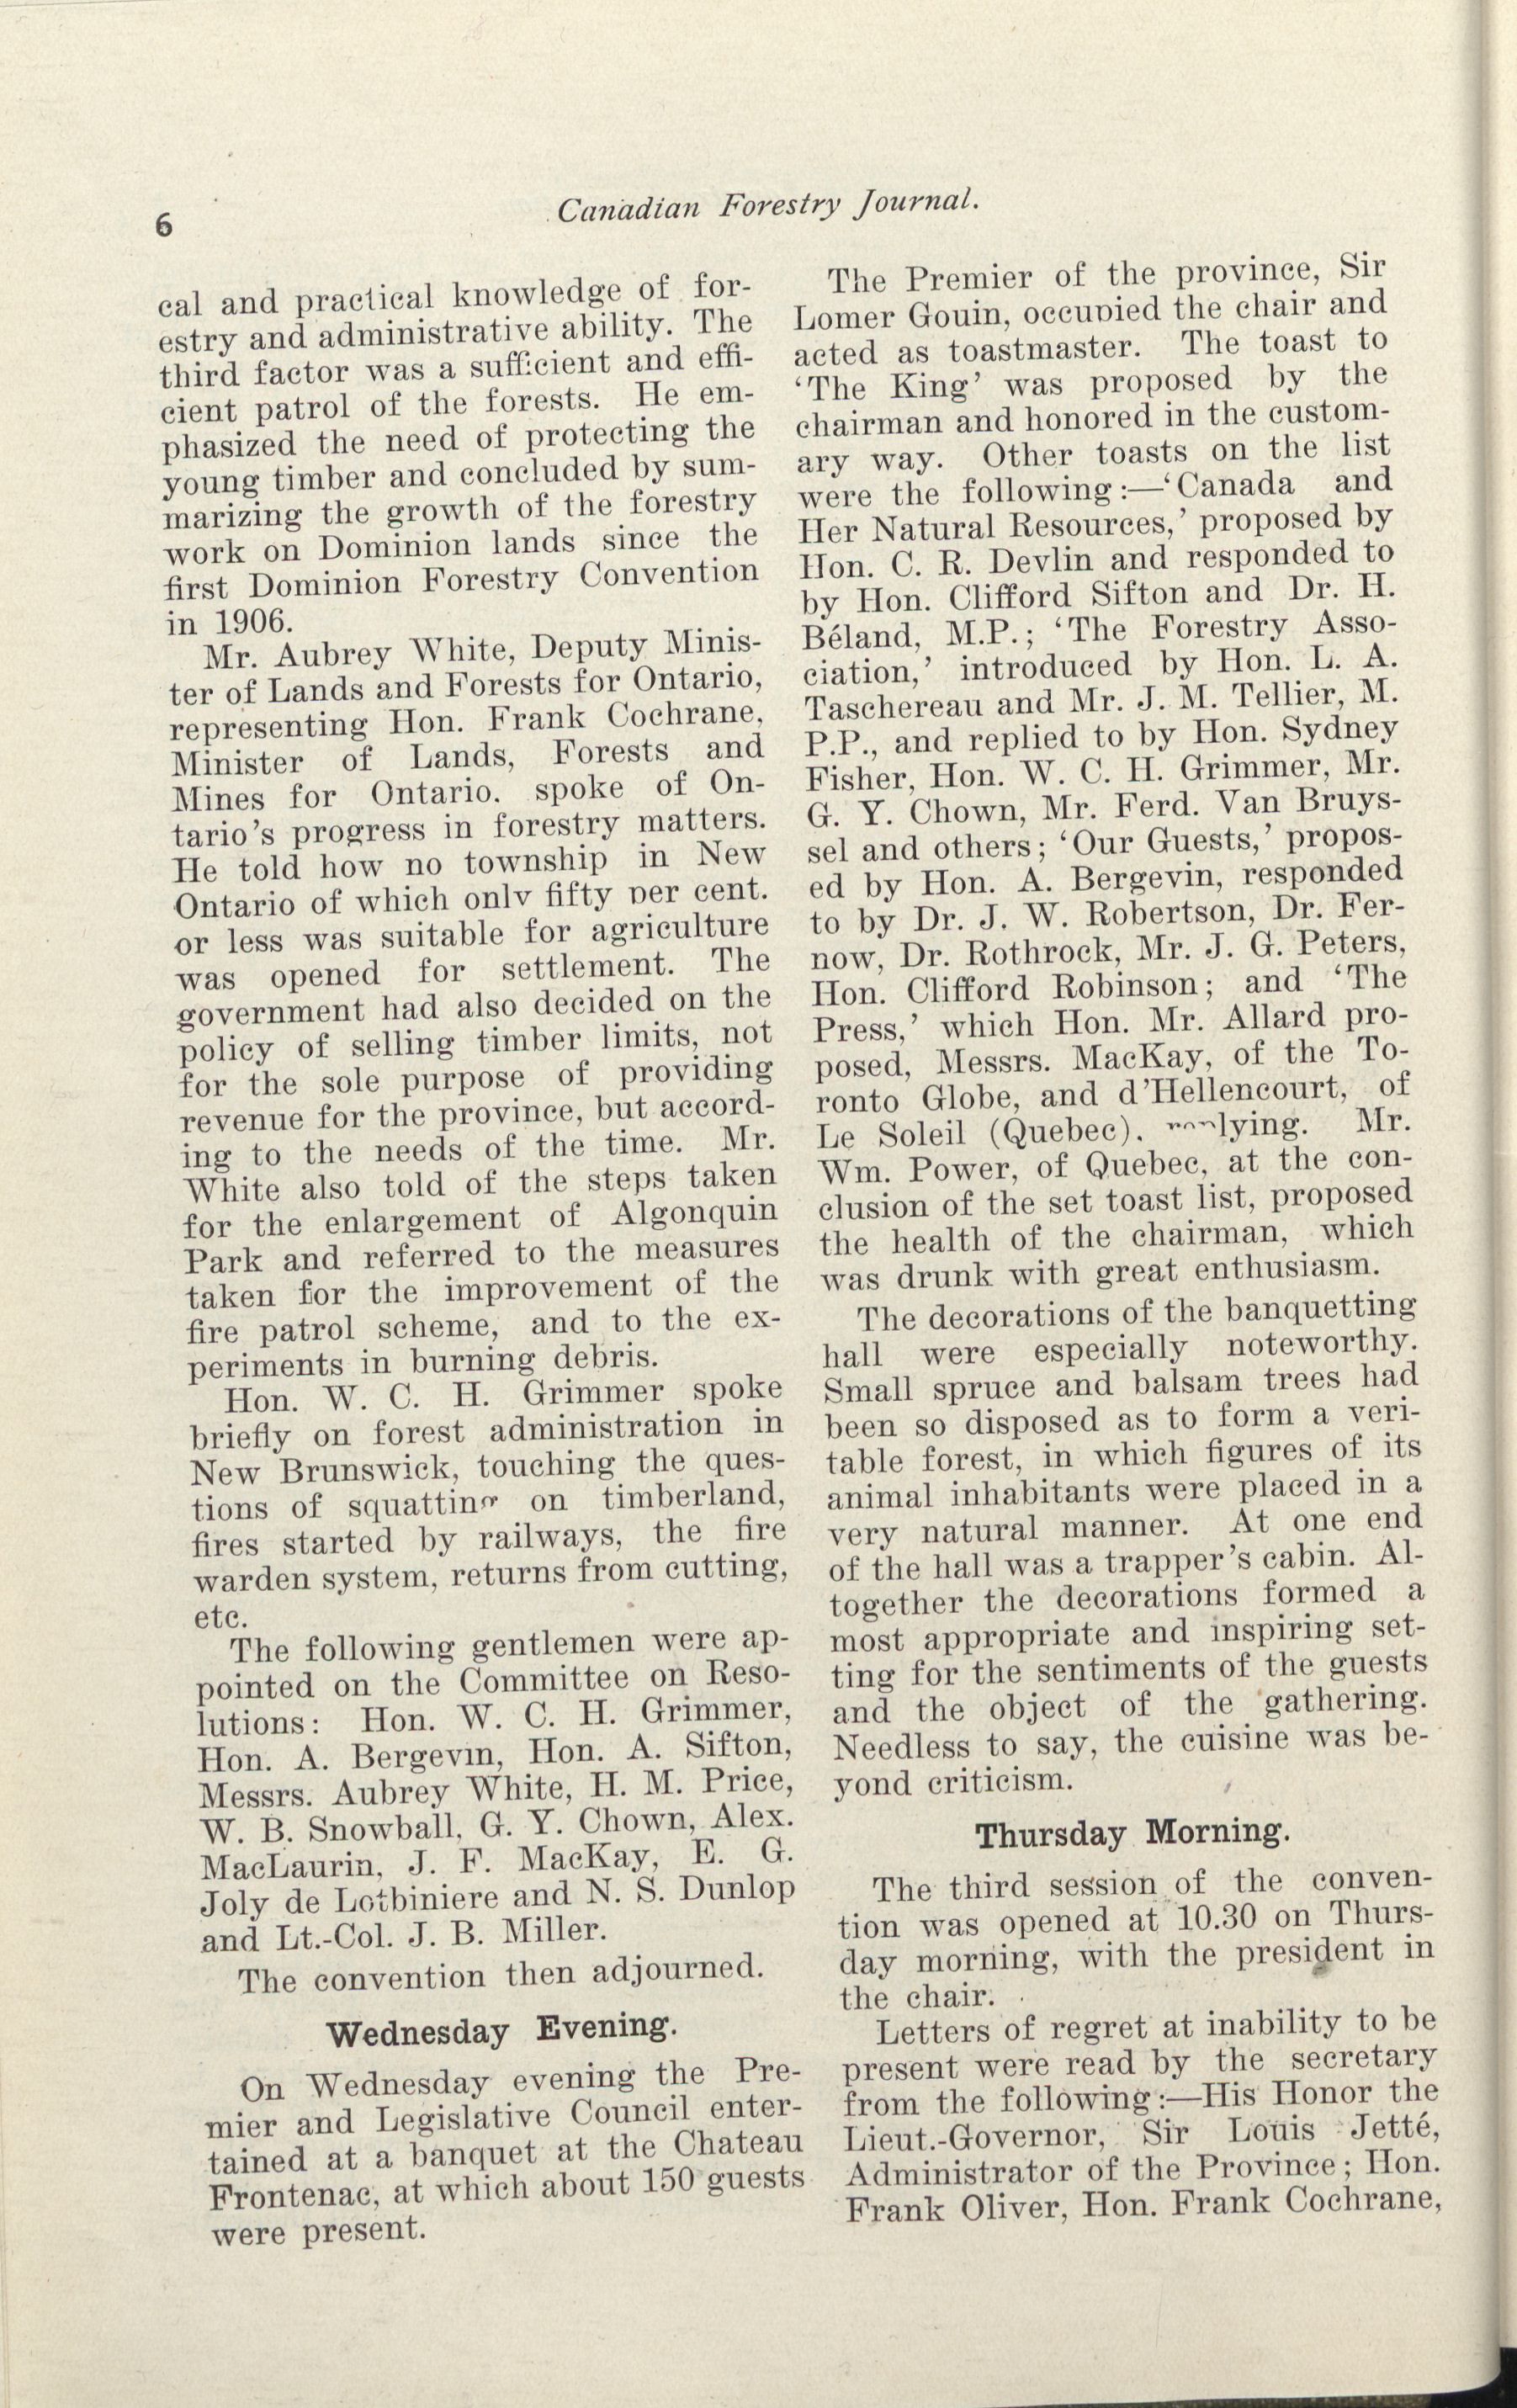 6
Canadian Forestry Journal.
cal and practical knowledge of for-
estry and administrative ability. The
third factor was a sufficient and effi-
cient patrol of the forests. He em-
phasized the need of protecting the
young timber and concluded by sum-
marizing the growth of the forestry
work on Dominion lands since the
first Dominion Forestry Convention
in 1906.
Mr. Aubrey White, Deputy Minis-
ter of Lands and Forests for Ontario,
representing Hon. Frank Cochrane,
Minister of Lands, Forests and
Mines for Ontario. spoke of On-
tario's progress in forestry matters.
He told how no township in New
Ontario of which only fifty per cent.
or less was suitable for agriculture
was opened for settlement. The
government had also decided on the
policy of selling timber limits, not
for the sole purpose of providing
revenue for the province, but accord-
ing to the needs of the time. Mr.
White also told of the steps taken
for the enlargement of Algonquin
Park and referred to the measures
taken for the improvement of the
fire patrol scheme, and to the ex-
periments in burning debris.
Hon. W. C. H. Grimmer spoke
briefly on forest administration in
New Brunswick, touching the ques-
tions of squatting on timberland,
fires started by railways, the fire
warden system, returns from cutting,
etc.
The following gentlemen were ap-
pointed on the Committee on Reso-
lutions: Hon. W. C. H. Grimmer,
Hon. A. Bergevin, Hon. A. Sifton,
Messrs. Aubrey White, H. M. Price,
W. B. Snowball, G. Y. Chown, Alex.
MacLaurin, J. F. MacKay, E. G.
Joly de Lotbiniere and N. S. Dunlop
and Lt.-Col. J. B. Miller.
The convention then adjourned.
Wednesday Evening.
On Wednesday evening the Pre-
mier and Legislative Council enter-
tained at a banquet at the Chateau
Frontenac, at which about 150 guests
were present.
The Premier of the province, Sir
Lomer Gouin, occupied the chair and
acted as toastmaster. The toast to
'The King' was proposed by the
chairman and honored in the custom-
ary way. Other toasts on the list
were the following:—'Canada and
Her Natural Resources,' proposed by
Hon. C. R. Devlin and responded to
by Hon. Clifford Sifton and Dr. H.
Béland, M.P.; 'The Forestry Asso-
ciation,' introduced by Hon. L. A.
Taschereau and Mr. J. M. Tellier, M.
P.P., and replied to by Hon. Sydney
Fisher, Hon. W. C. H. Grimmer, Mr.
G. Y. Chown, Mr. Ferd. Van Bruys-
sel and others; 'Our Guests,' propos-
ed by Hon. A. Bergevin, responded
to by Dr. J. W. Robertson, Dr. Fer-
now, Dr. Rothrock, Mr. J. G. Peters,
Hon. Clifford Robinson; and 'The
Press,' which Hon. Mr. Allard pro-
posed, Messrs. MacKay, of the To-
ronto Globe, and d'Hellencourt, of
Le Soleil (Quebec), replying. Mr.
Wm. Power, of Quebec, at the con-
clusion of the set toast list, proposed
the health of the chairman, which
was drunk with great enthusiasm.
The decorations of the banquetting
hall were especially noteworthy.
Small spruce and balsam trees had
been so disposed as to form a veri-
table forest, in which figures of its
animal inhabitants were placed in a
very natural manner. At one end
of the hall was a trapper's cabin. Al-
together the decorations formed a
most appropriate and inspiring set-
ting for the sentiments of the guests
and the object of the gathering.
Needless to say, the cuisine was be-
yond criticism.
Thursday Morning.
The third session of the conven-
tion was opened at 10.30 on Thurs-
day morning, with the president in
the chair.
Letters of regret at inability to be
present were read by the secretary
from the following:—His Honor the
Lieut.-Governor, Sir Louis Jetté,
Administrator of the Province; Hon.
Frank Oliver, Hon. Frank Cochrane,